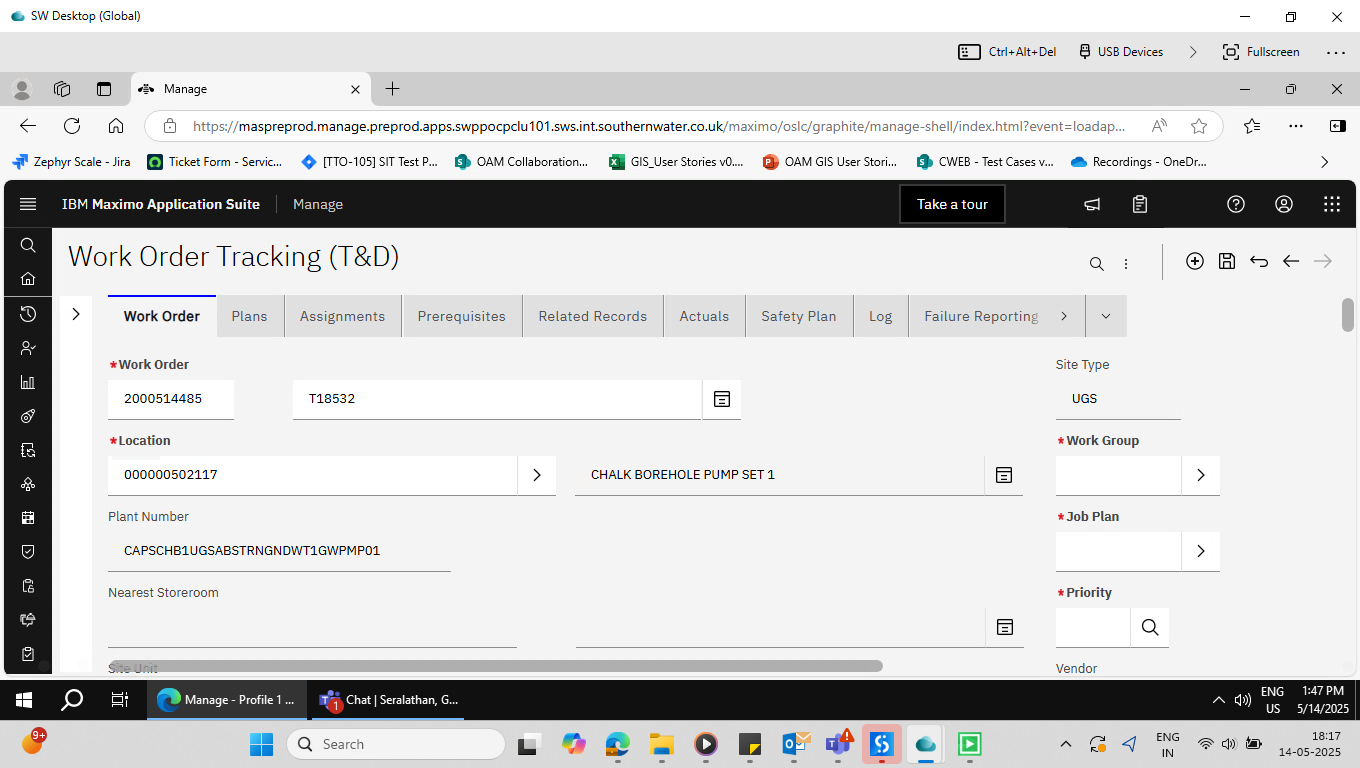 SW Desktop (Global)
Ctrl+Alt+Del
USB Devices
Fullscreen
Manage
https://maspreprod.manage.preprod.apps.swppocpclu101.sws.int.southernwater.co.uk/maximo/oslc/graphite/manage-shell/index.html?event=loadap...
Zephyr Scale - Jira
Ticket Form - Servic...
[TTO-105] SIT Test P...
OAM Collaboration...
GIS_User Stories v0....
OAM GIS User Stori...
CWEB - Test Cases v...
Recordings - OneDr...
IBM Maximo Application Suite
Manage
Take a tour
Work Order Tracking (T&D)
Work Order
Plans
Assignments
Prerequisites
Related Records
Actuals
Safety Plan
Log
Failure Reporting
*Work Order
Site Type
2000514485
T18532
UGS
*Location
*Work Group
000000502117
CHALK BOREHOLE PUMP SET 1
Plant Number
*Job Plan
CAPSCHB1UGSABSTRNGNDWT1GWPMP01
Nearest Storeroom
*Priority
Site Unit
Vendor
Manage - Profile 1 ...
1
Chat | Seralathan, G...
ENG
US
1:47 PM
5/14/2025
9+
Search
ENG
IN
18:17
14-05-2025